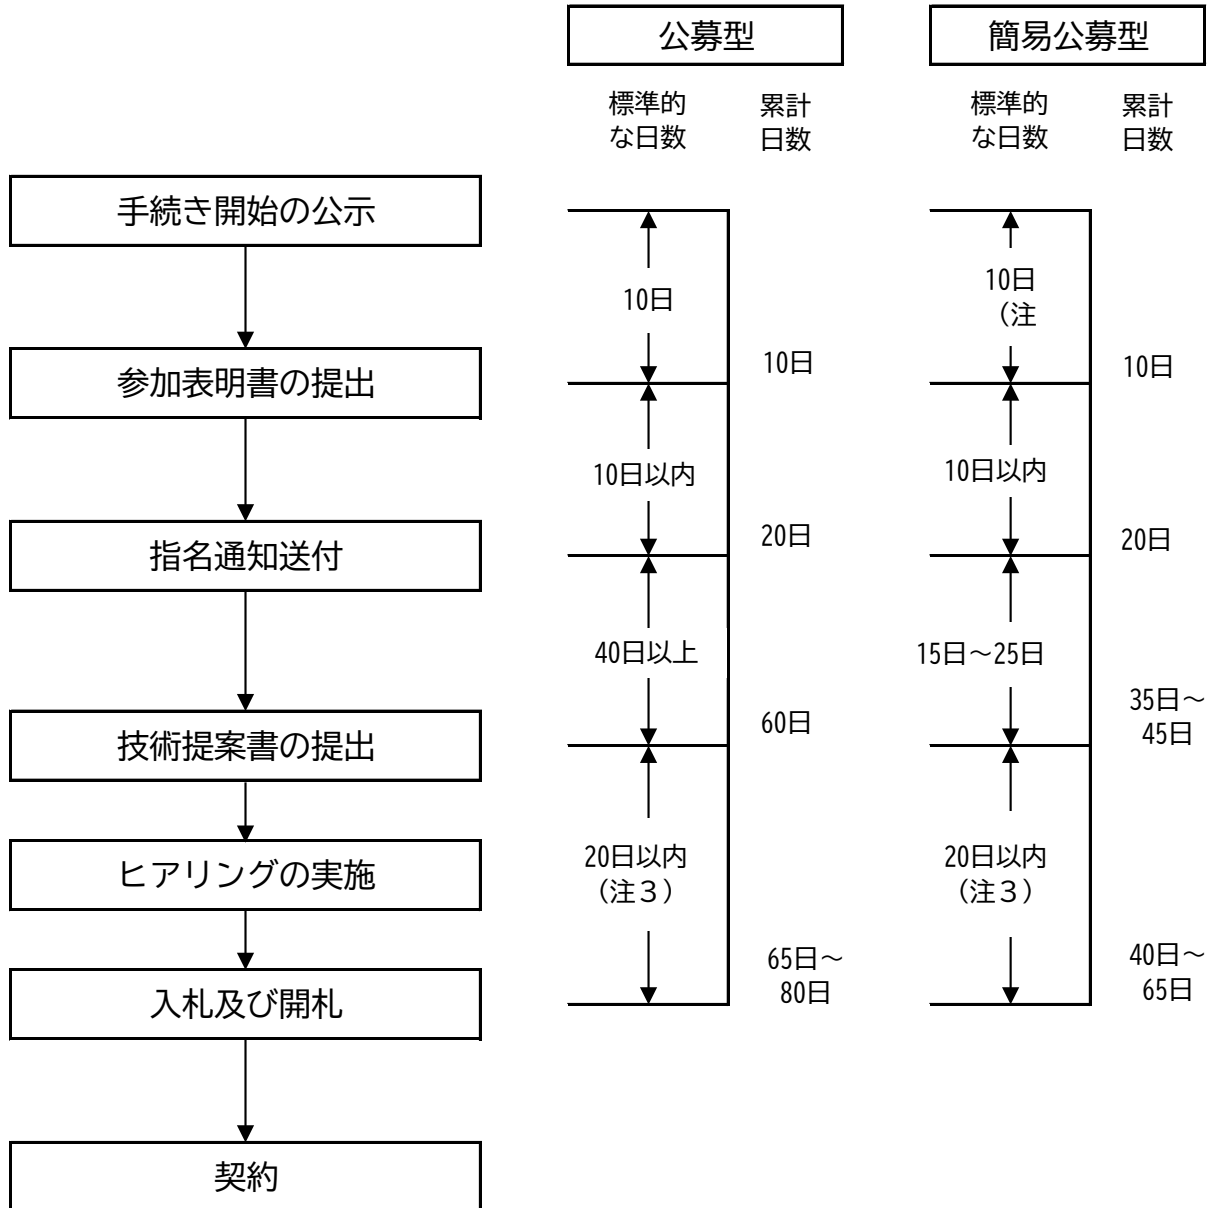 公募型
簡易公募型
標準的
な日数
累計
日数
標準的
な日数
累計
日数
手続き開始の公示
10日
10日
（注
参加表明書の提出
10日
10日
10日以内
10日以内
指名通知送付
20日
20日
40日以上
15日～25日
技術提案書の提出
60日
35日～
45日
ヒアリングの実施
20日以内
（注３）
20日以内
（注３）
入札及び開札
65日～
80日
40日～
65日
契約